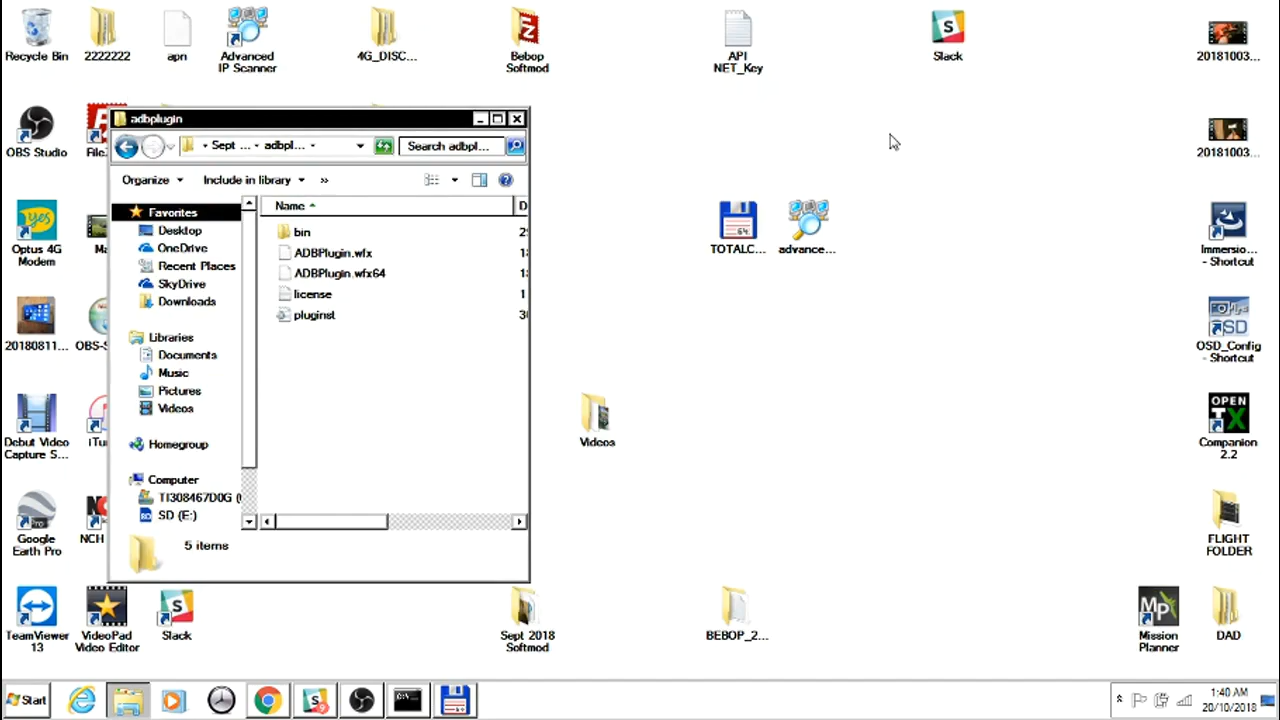 Recycle Bin
2222222
apn
Advanced
IP Scanner
4G_DISC...
Bebop
Softmod
API
NET_Key
Slack
20181003...
adbplugin
Sept ...
adbpl...
Search adbpl...
Organize
Include in library
»
Favorites
Desktop
OneDrive
Recent Places
SkyDrive
Downloads
Libraries
Documents
Music
Pictures
Videos
Homegroup
Computer
TI308467D0G
SD (E:)
Name
bin
ADBPlugin.wfx
ADBPlugin.wfx64
license
pluginst
5 items
OBS Studio
20181003...
Optus 4G
Modem
TOTALC...
advance...
Immersio...
- Shortcut
20180811...
OBS-S
OSD_Config
- Shortcut
Debut Video
Capture S...
Videos
OPEN
TX
Companion
2.2
Google
Earth Pro
NCH
FLIGHT
FOLDER
TeamViewer
13
VideoPad
Video Editor
Slack
Sept 2018
Softmod
BEBOP_2...
Mission
Planner
DAD
Start
1:40 AM
20/10/2018